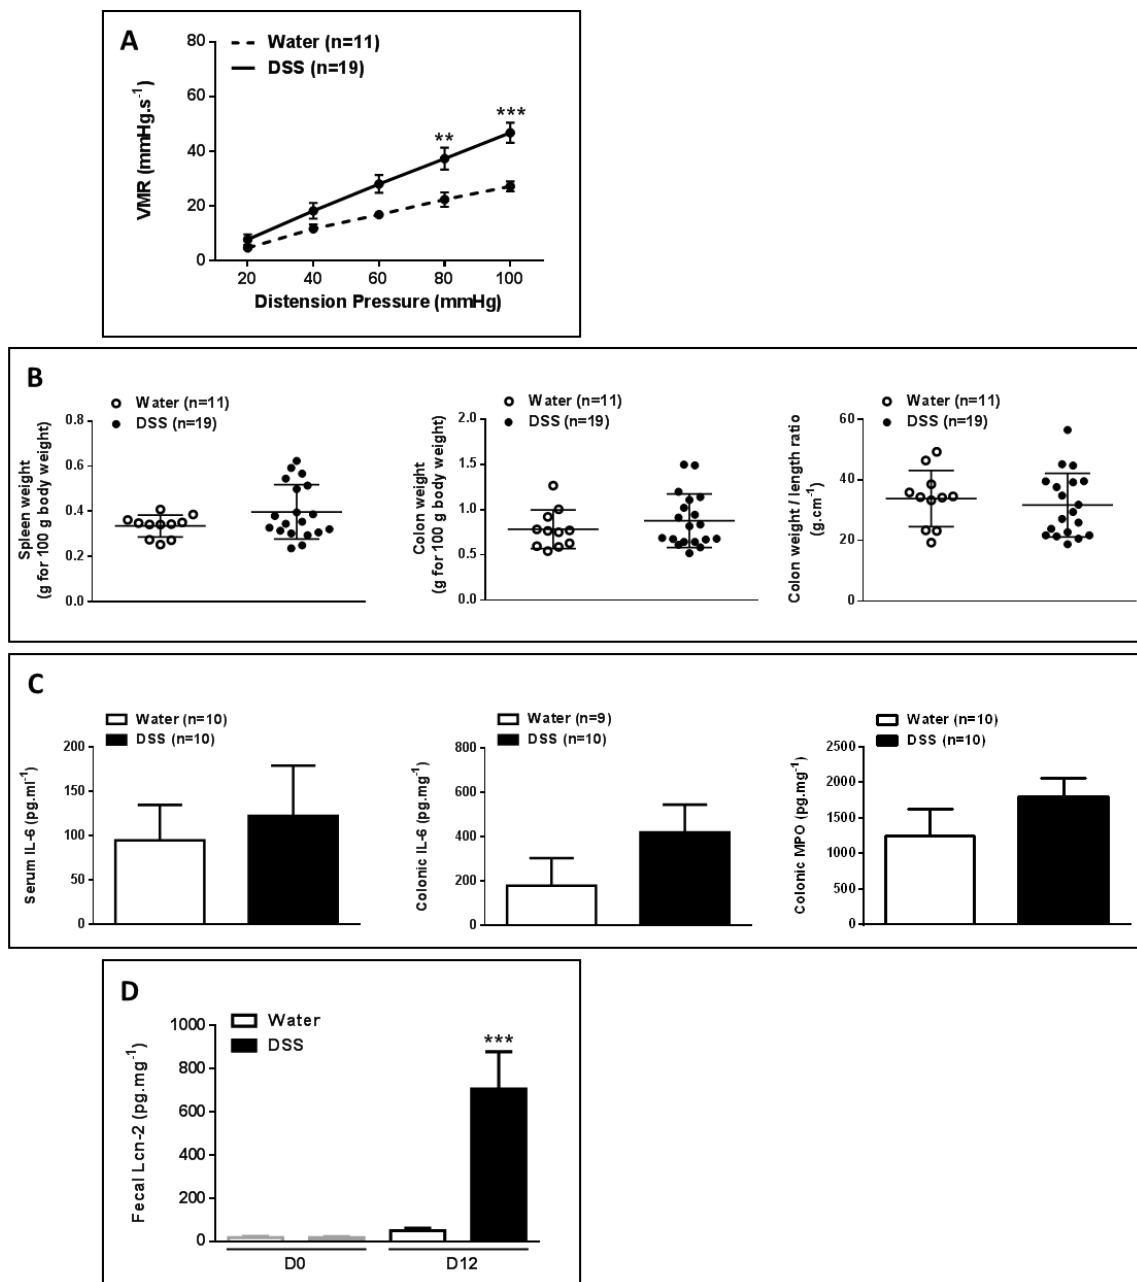 A
Water (n=11)
DSS (n=19)
VMR (mmHg.s⁻¹)
80
60
40
20
0
**
***
20 40 60 80 100
Distension Pressure (mmHg)
B
Water (n=11)
DSS (n=19)
Spleen weight
(g for 100 g body weight)
0.8
0.6
0.4
0.2
0.0
Water (n=11)
DSS (n=19)
Colon weight
(g for 100 g body weight)
2.0
1.5
1.0
0.5
0.0
Water (n=11)
DSS (n=19)
Colon weight / length ratio
(g.cm⁻¹)
60
40
20
0
C
Water (n=10)
DSS (n=10)
Serum IL-6 (pg.ml⁻¹)
200
150
100
50
0
Water (n=9)
DSS (n=10)
Colonic IL-6 (pg.mg⁻¹)
800
600
400
200
0
Water (n=10)
DSS (n=10)
Colonic MPO (pg.mg⁻¹)
2500
2000
1500
1000
500
0
D
Water
DSS
Fecal Lcn-2 (pg.mg⁻¹)
1000
800
600
400
200
0
***
D0 D12